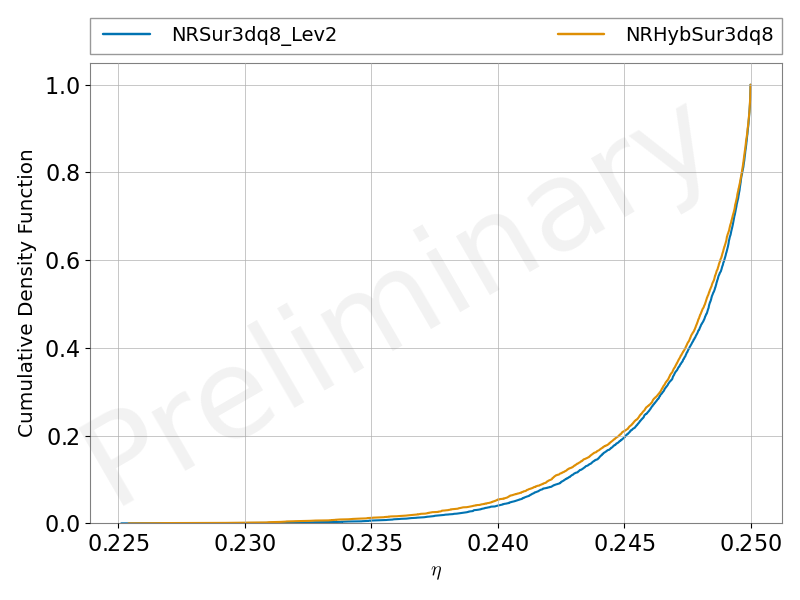 NRSur3dq8_Lev2 NRHybSur3dq8
1.0
0.8
0.6
0.4
0.2
0.0
Cumulative Density Function
Preliminary
0.225 0.230 0.235 0.240 0.245 0.250
η